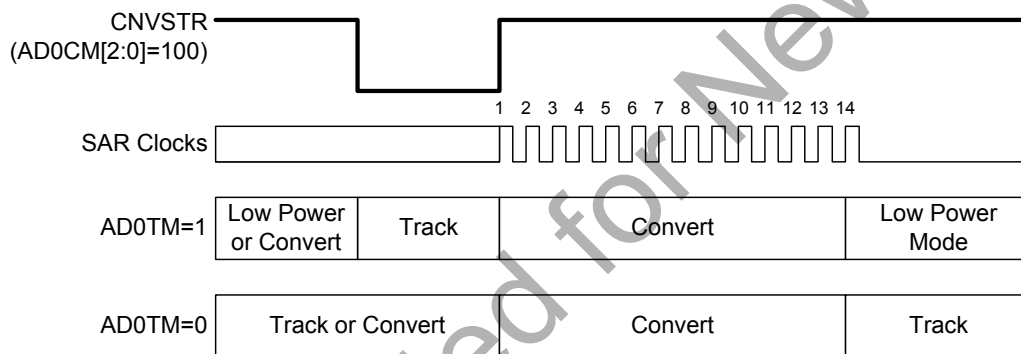 CNVSTR
(AD0CM[2:0]=100)
1 2 3 4 5 6 7 8 9 10 11 12 13 14
SAR Clocks
AD0TM=1
Low Power
or Convert
Track
Convert
Low Power
Mode
AD0TM=0
Track or Convert
Convert
Track
for